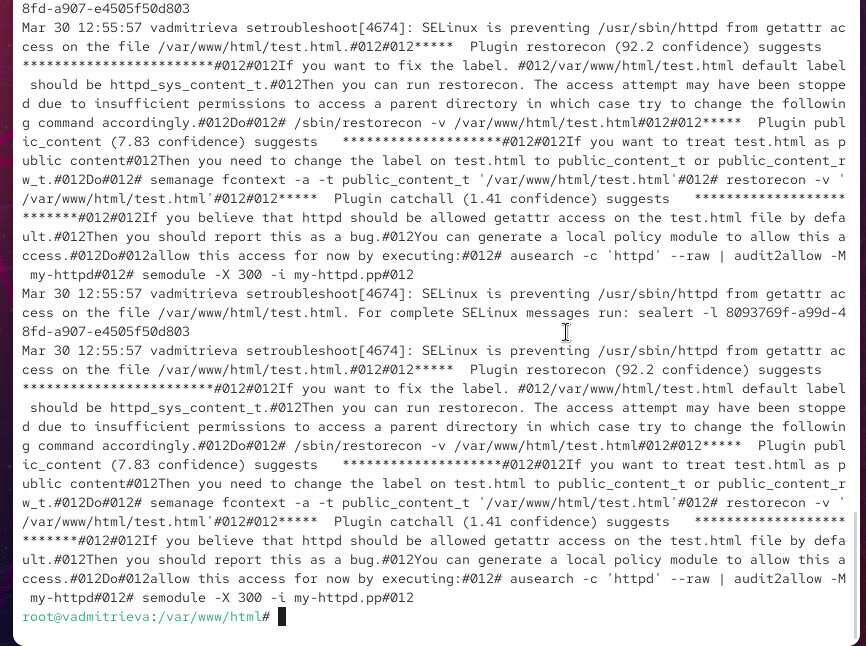 8fd-a907-e4505f50d803
Mar 30 12:55:57 vadmitrieva setroubleshoot[4674]: SELinux is preventing /usr/sbin/httpd from getattr ac
cess on the file /var/www/html/test.html.#012#012*****  Plugin restorecon (92.2 confidence) suggests
************************#012#012If you want to fix the label. #012/var/www/html/test.html default label
 should be httpd_sys_content_t.#012Then you can run restorecon. The access attempt may have been stoppe
d due to insufficient permissions to access a parent directory in which case try to change the followin
g command accordingly.#012Do#012# /sbin/restorecon -v /var/www/html/test.html#012#012*****  Plugin publ
ic_content (7.83 confidence) suggests   ********************#012#012If you want to treat test.html as p
ublic content#012Then you need to change the label on test.html to public_content_t or public_content_r
w_t.#012Do#012# semanage fcontext -a -t public_content_t '/var/www/html/test.html'#012# restorecon -v '
/var/www/html/test.html'#012#012*****  Plugin catchall (1.41 confidence) suggests   *******************
*******#012#012If you believe that httpd should be allowed getattr access on the test.html file by defa
ult.#012Then you should report this as a bug.#012You can generate a local policy module to allow this a
ccess.#012Do#012allow this access for now by executing:#012# ausearch -c 'httpd' --raw | audit2allow -M
 my-httpd#012# semodule -X 300 -i my-httpd.pp#012
Mar 30 12:55:57 vadmitrieva setroubleshoot[4674]: SELinux is preventing /usr/sbin/httpd from getattr ac
cess on the file /var/www/html/test.html. For complete SELinux messages run: sealert -l 8093769f-a99d-4
8fd-a907-e4505f50d803
Mar 30 12:55:57 vadmitrieva setroubleshoot[4674]: SELinux is preventing /usr/sbin/httpd from getattr ac
cess on the file /var/www/html/test.html.#012#012*****  Plugin restorecon (92.2 confidence) suggests
************************#012#012If you want to fix the label. #012/var/www/html/test.html default label
 should be httpd_sys_content_t.#012Then you can run restorecon. The access attempt may have been stoppe
d due to insufficient permissions to access a parent directory in which case try to change the followin
g command accordingly.#012Do#012# /sbin/restorecon -v /var/www/html/test.html#012#012*****  Plugin publ
ic_content (7.83 confidence) suggests   ********************#012#012If you want to treat test.html as p
ublic content#012Then you need to change the label on test.html to public_content_t or public_content_r
w_t.#012Do#012# semanage fcontext -a -t public_content_t '/var/www/html/test.html'#012# restorecon -v '
/var/www/html/test.html'#012#012*****  Plugin catchall (1.41 confidence) suggests   *******************
*******#012#012If you believe that httpd should be allowed getattr access on the test.html file by defa
ult.#012Then you should report this as a bug.#012You can generate a local policy module to allow this a
ccess.#012Do#012allow this access for now by executing:#012# ausearch -c 'httpd' --raw | audit2allow -M
 my-httpd#012# semodule -X 300 -i my-httpd.pp#012
root@vadmitrieva:/var/www/html#